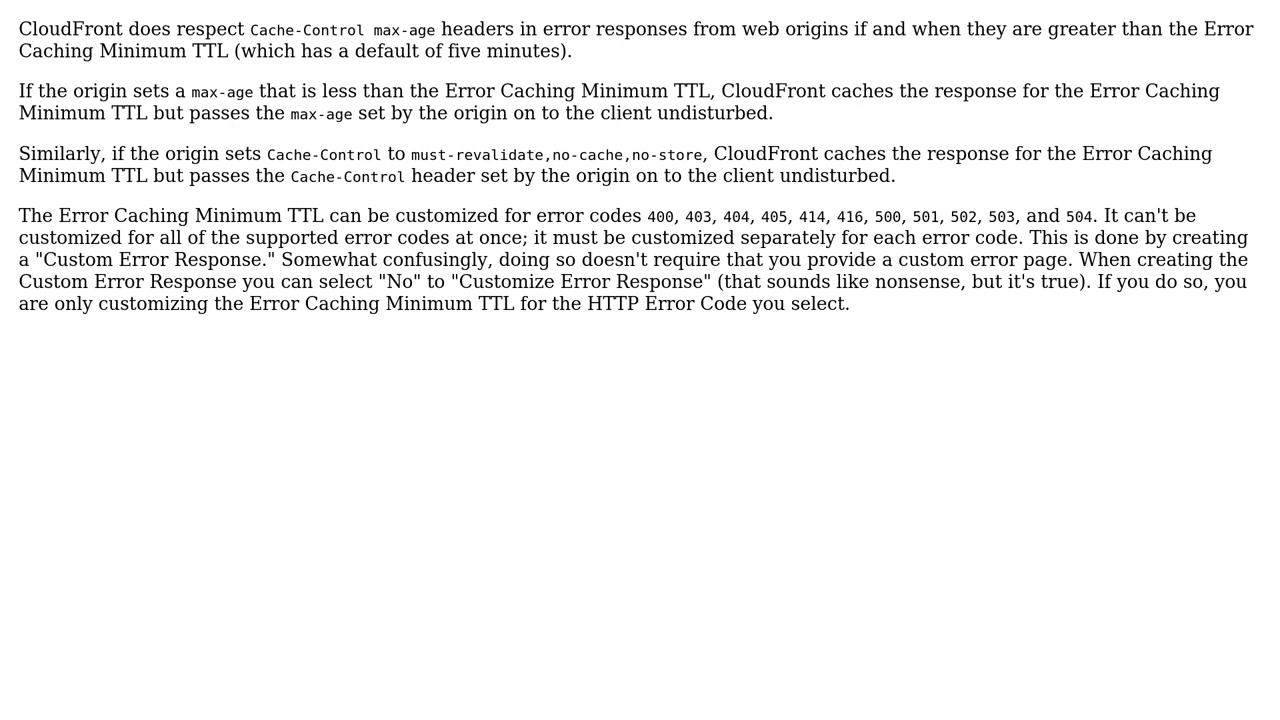 CloudFront does respect Cache-Control max-age headers in error responses from web origins if and when they are greater than the Error
Caching Minimum TTL (which has a default of five minutes).
If the origin sets a max-age that is less than the Error Caching Minimum TTL, CloudFront caches the response for the Error Caching
Minimum TTL but passes the max-age set by the origin on to the client undisturbed.
Similarly, if the origin sets Cache-Control to must-revalidate,no-cache,no-store, CloudFront caches the response for the Error Caching
Minimum TTL but passes the Cache-Control header set by the origin on to the client undisturbed.
The Error Caching Minimum TTL can be customized for error codes 400, 403, 404, 405, 414, 416, 500, 501, 502, 503, and 504. It can't be
customized for all of the supported error codes at once; it must be customized separately for each error code. This is done by creating
a "Custom Error Response." Somewhat confusingly, doing so doesn't require that you provide a custom error page. When creating the
Custom Error Response you can select "No" to "Customize Error Response" (that sounds like nonsense, but it's true). If you do so, you
are only customizing the Error Caching Minimum TTL for the HTTP Error Code you select.